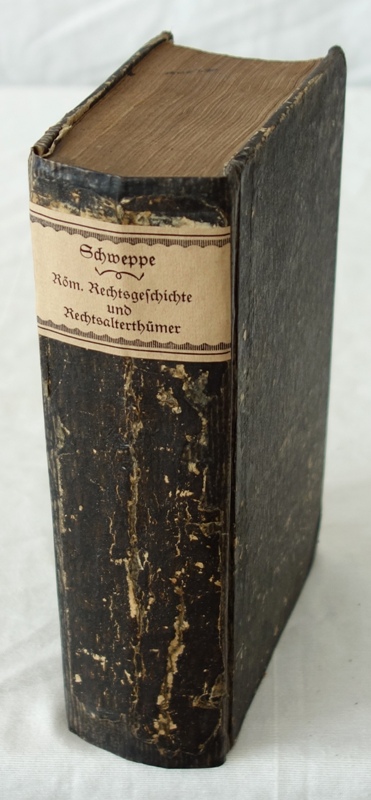 Schweppe
Röm. Rechtsgeschichte
und
Rechtsalterthümer